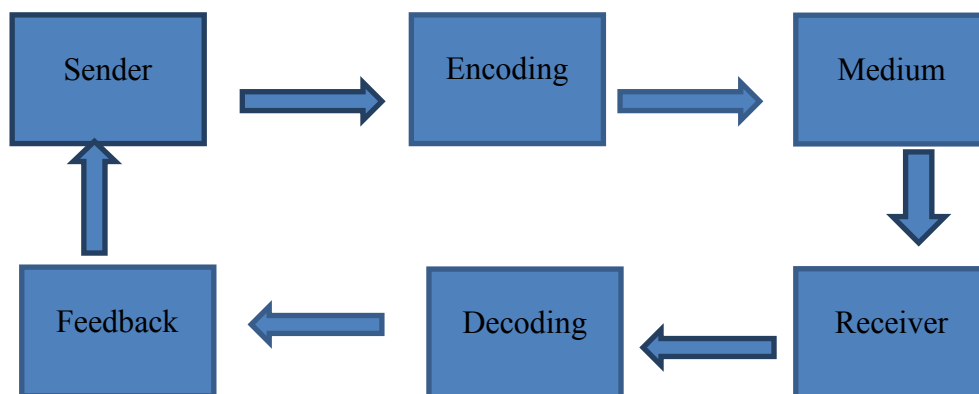 Sender
Encoding
Medium
Feedback
Decoding
Receiver